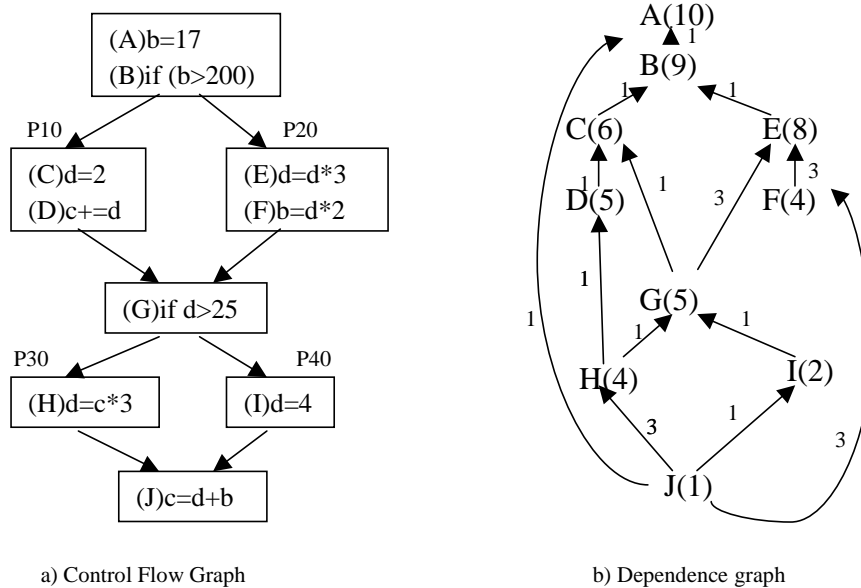 (A)b=17
(B)if (b>200)
P10
P20
(C)d=2
(D)c+=d
(E)d=d*3
(F)b=d*2
(G)if d>25
P30
P40
(H)d=c*3
(I)d=4
(J)c=d+b
a) Control Flow Graph
A(10)
1
B(9)
1
1
C(6)
E(8)
1
1
3
3
D(5)
F(4)
1
G(5)
1
1
1
H(4)
I(2)
3
1
3
J(1)
b) Dependence graph